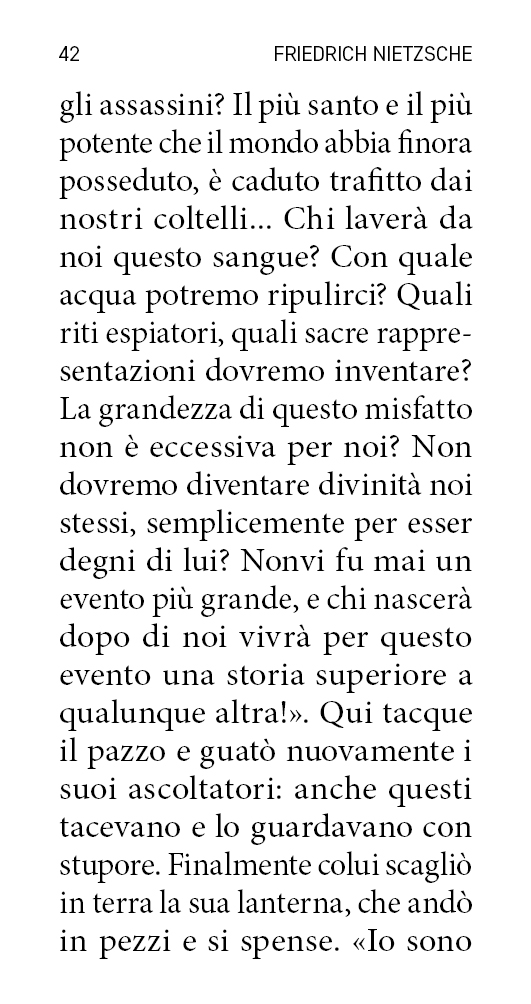 42 FRIEDRICH NIETZSCHE
gli assassini? Il più santo e il più
potente che il mondo abbia finora
posseduto, è caduto trafitto dai
nostri coltelli... Chi laverà da
noi questo sangue? Con quale
acqua potremo ripulirci? Quali
riti espiatori, quali sacre rappre-
sentazioni dovremo inventare?
La grandezza di questo misfatto
non è eccessiva per noi? Non
dovremo diventare divinità noi
stessi, semplicemente per esser
degni di lui? Nonvi fu mai un
evento più grande, e chi nascerà
dopo di noi vivrà per questo
evento una storia superiore a
qualunque altra!». Qui tacque
il pazzo e guatò nuovamente i
suoi ascoltatori: anche questi
tacevano e lo guardavano con
stupore. Finalmente colui scagliò
in terra la sua lanterna, che andò
in pezzi e si spense. «Io sono